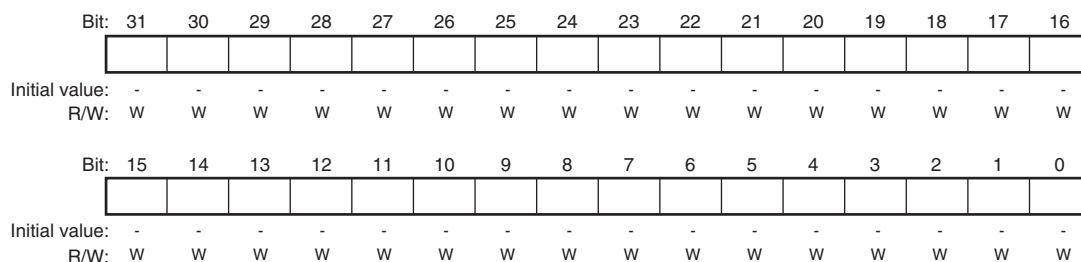 Bit: 31 30 29 28 27 26 25 24 23 22 21 20 19 18 17 16
Initial value: - - - - - - - - - - - - - - - -
R/W: W W W W W W W W W W W W W W W W
Bit: 15 14 13 12 11 10 9 8 7 6 5 4 3 2 1 0
Initial value: - - - - - - - - - - - - - - - -
R/W: W W W W W W W W W W W W W W W W